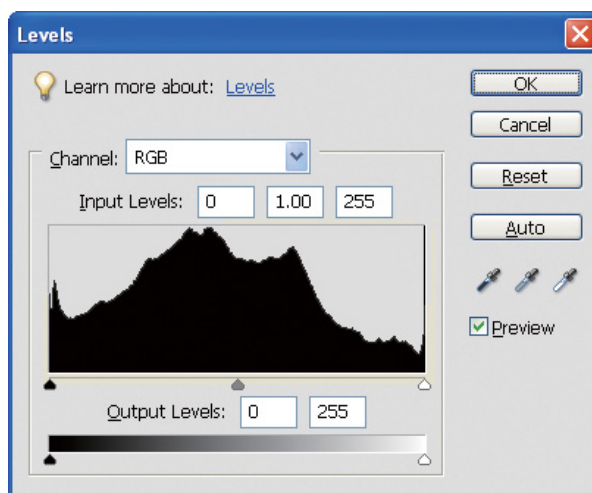 Levels
Learn more about: Levels
OK
Cancel
Channel: RGB
Reset
Input Levels: 0 1.00 255
Auto
Preview
Output Levels: 0 255